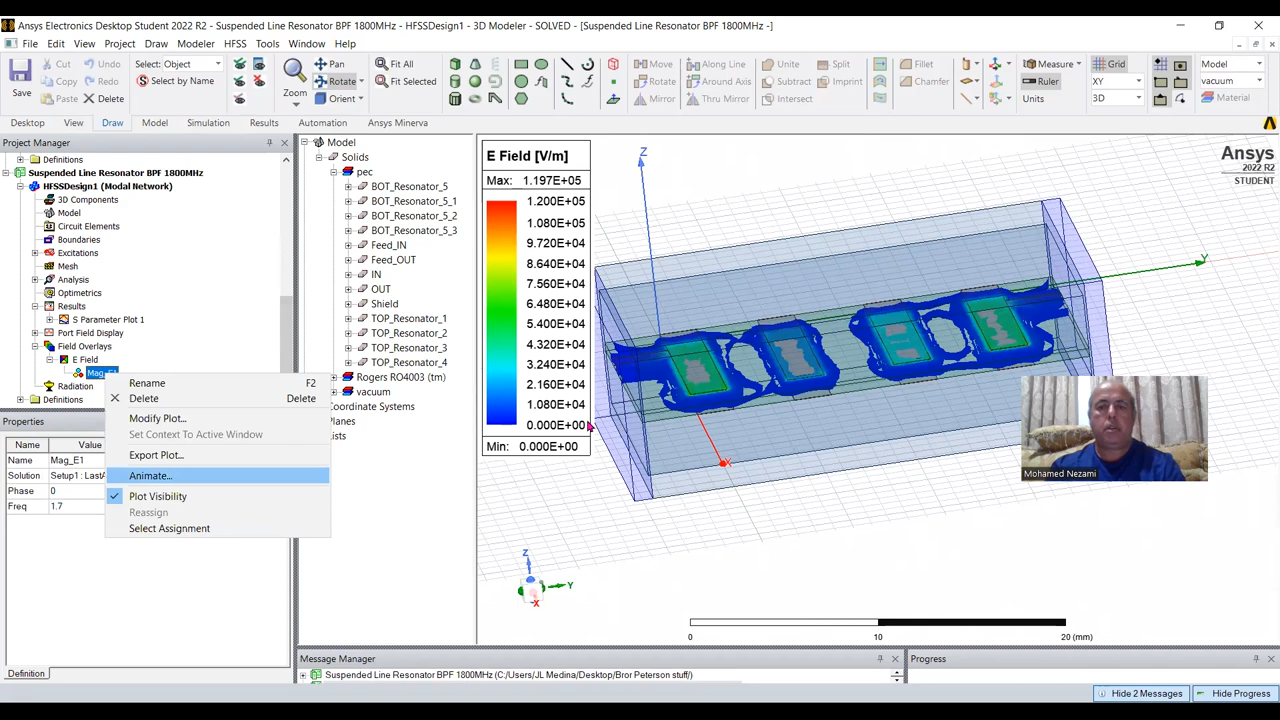 Ansys Electronics Desktop Student 2022 R2 - Suspended Line Resonator BPF 1800MHz - HFSSDesign1 - 3D Modeler - SOLVED - [Suspended Line Resonator BPF 1800MHz -]
File Edit View Project Draw Modeler HFSS Tools Window Help
Save Cut Copy Paste Undo Redo Delete Select: Object Select by Name Zoom Pan Rotate Orient Fit All Fit Selected Move Rotate Mirror Along Line Around Axis Thru Mirror Unite Subtract Intersect Split Imprint Fillet Chamfer Measure Ruler Units Grid XY 3D Model vacuum Material
Desktop View Draw Model Simulation Results Automation Ansys Minerva
Project Manager
Definitions
Suspended Line Resonator BPF 1800MHz
HFSSDesign1 (Modal Network)
3D Components
Model
Circuit Elements
Boundaries
Excitations
Mesh
Analysis
Optimetrics
Results
S Parameter Plot 1
Port Field Display
Field Overlays
E Field
Mag_E1
Radiation
Definitions
Rename F2
Delete Delete
Modify Plot...
Set Context To Active Window
Export Plot...
Animate...
Plot Visibility
Reassign
Select Assignment
Properties
Name Value
Name Mag_E1
Solution Setup1 : LastA
Phase 0
Freq 1.7
Definition
Model
Solids
pec
BOT_Resonator_5
BOT_Resonator_5_1
BOT_Resonator_5_2
BOT_Resonator_5_3
Feed_IN
Feed_OUT
IN
OUT
Shield
TOP_Resonator_1
TOP_Resonator_2
TOP_Resonator_3
TOP_Resonator_4
Rogers RO4003 (tm)
vacuum
Coordinate Systems
Planes
Lists
E Field [V/m]
Max: 1.197E+05
1.200E+05
1.080E+05
9.720E+04
8.640E+04
7.560E+04
6.480E+04
5.400E+04
4.320E+04
3.240E+04
2.160E+04
1.080E+04
0.000E+00
Min: 0.000E+00
Z
Y
X
Ansys
2022 R2
STUDENT
Mohamed Nezami
Z
Y
X
0 10 20 (mm)
Message Manager
Suspended Line Resonator BPF 1800MHz (C:/Users/JL Medina/Desktop/Bror Peterson stuff/)
Progress
Hide 2 Messages Hide Progress